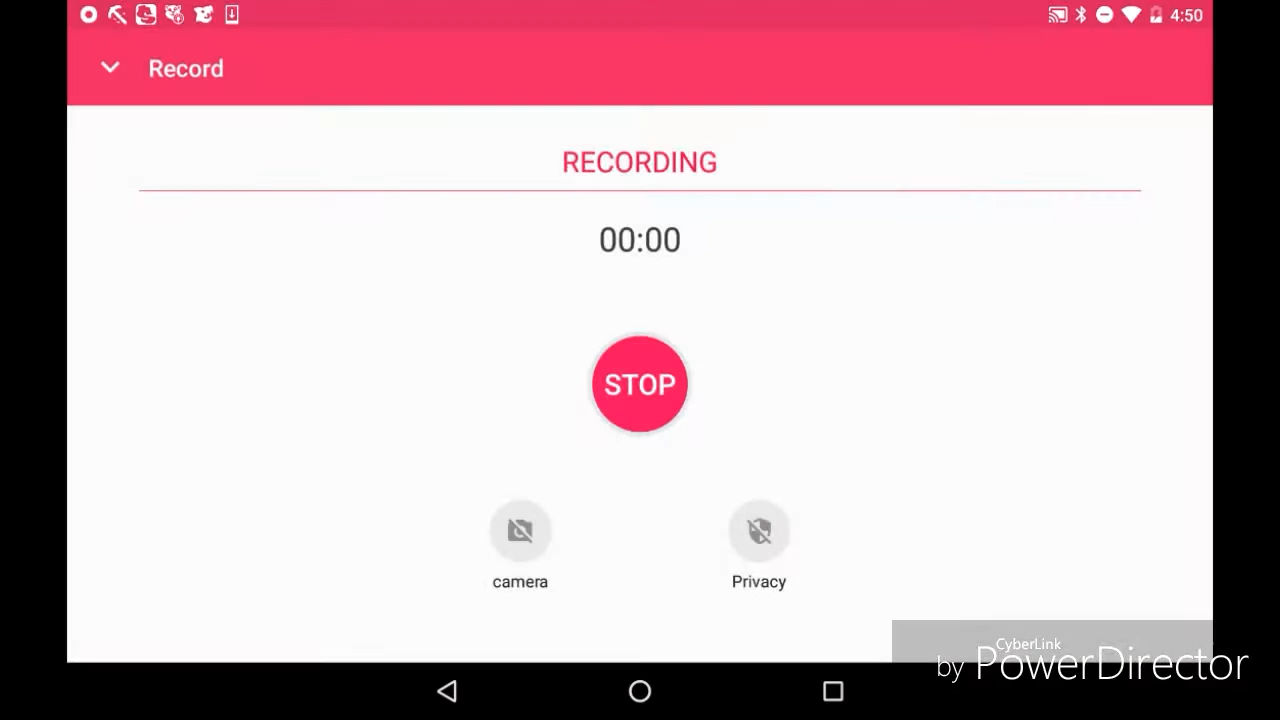 4:50
Record
RECORDING
00:00
STOP
camera
Privacy
CyberLink
by PowerDirector